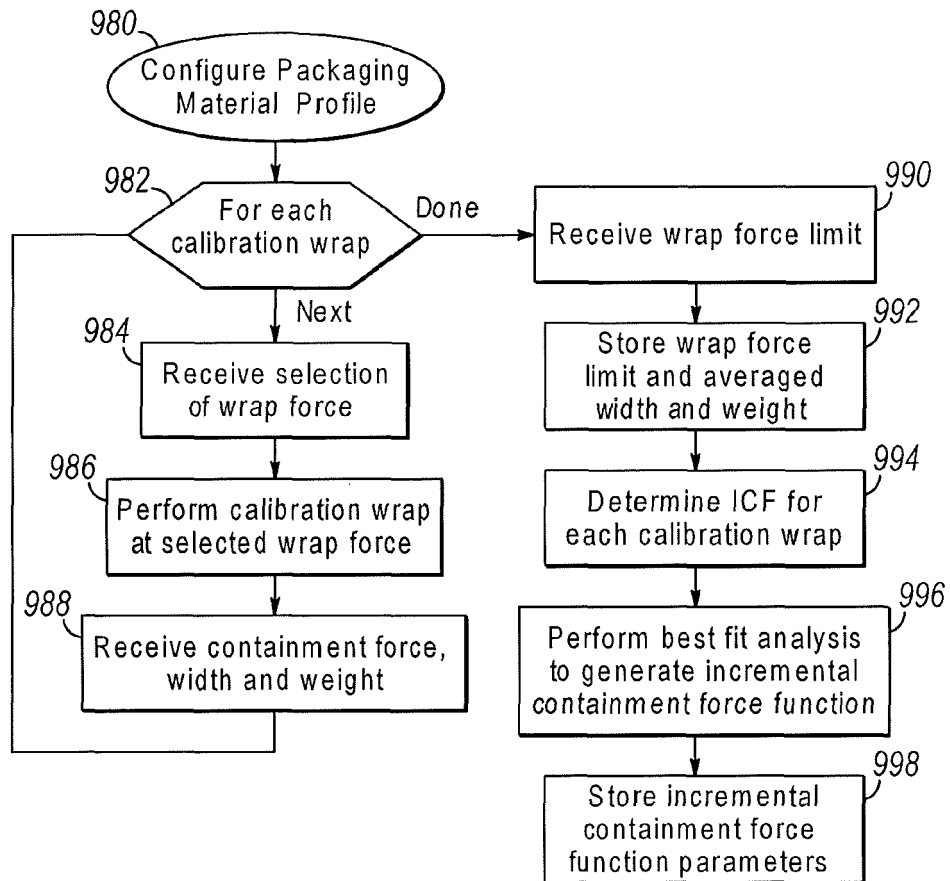 980
Configure Packaging
Material Profile
982
For each
calibration wrap
Done
Next
984
Receive selection
of wrap force
986
Perform calibration wrap
at selected wrap force
988
Receive containment force,
width and weight
990
Receive wrap force limit
992
Store wrap force
limit and averaged
width and weight
994
Determine ICF for
each calibration wrap
996
Perform best fit analysis
to generate incremental
containment force function
998
Store incremental
containment force
function parameters